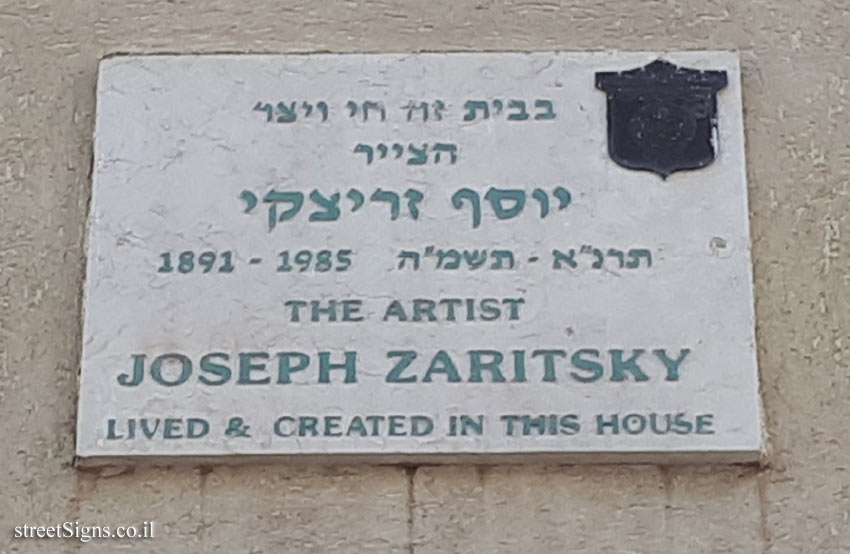 בבית זה חי ויצר
הצייר
יוסף זריצקי
תרנ"א - תשמ"ה 1985 - 1891
THE ARTIST
JOSEPH ZARITSKY
LIVED & CREATED IN THIS HOUSE
streetSigns.co.il